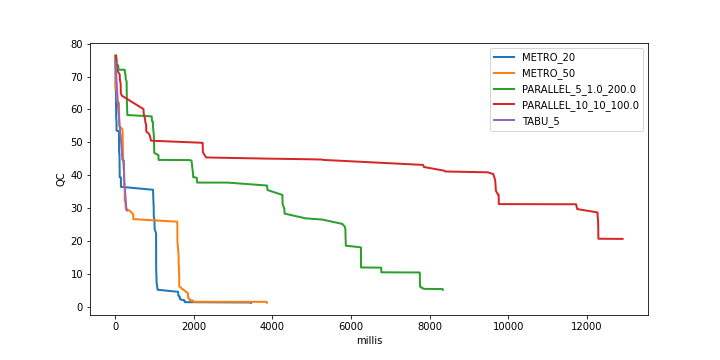 80
70
60
50
40
30
20
10
0
QC
0 2000 4000 6000 8000 10000 12000
millis
METRO_20
METRO_50
PARALLEL_5_1.0_200.0
PARALLEL_10_10_100.0
TABU_5